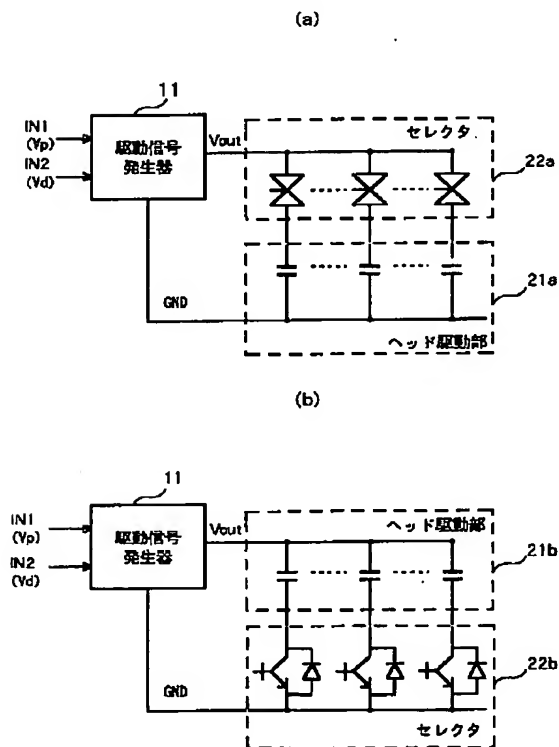 (a)
11
IN1
(Vp)
IN2
(Vd)
駆動信号
発生器
Vout
セレクタ
22a
21a
GND
ヘッド駆動部
(b)
11
IN1
(Vp)
IN2
(Vd)
駆動信号
発生器
Vout
ヘッド駆動部
21b
22b
GND
セレクタ